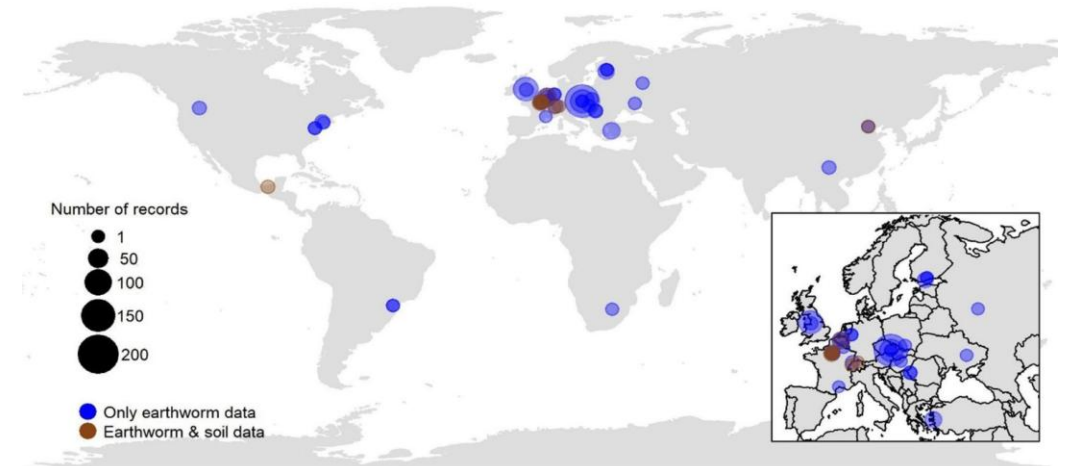 Number of records
1
50
100
150
200
Only earthworm data
Earthworm & soil data